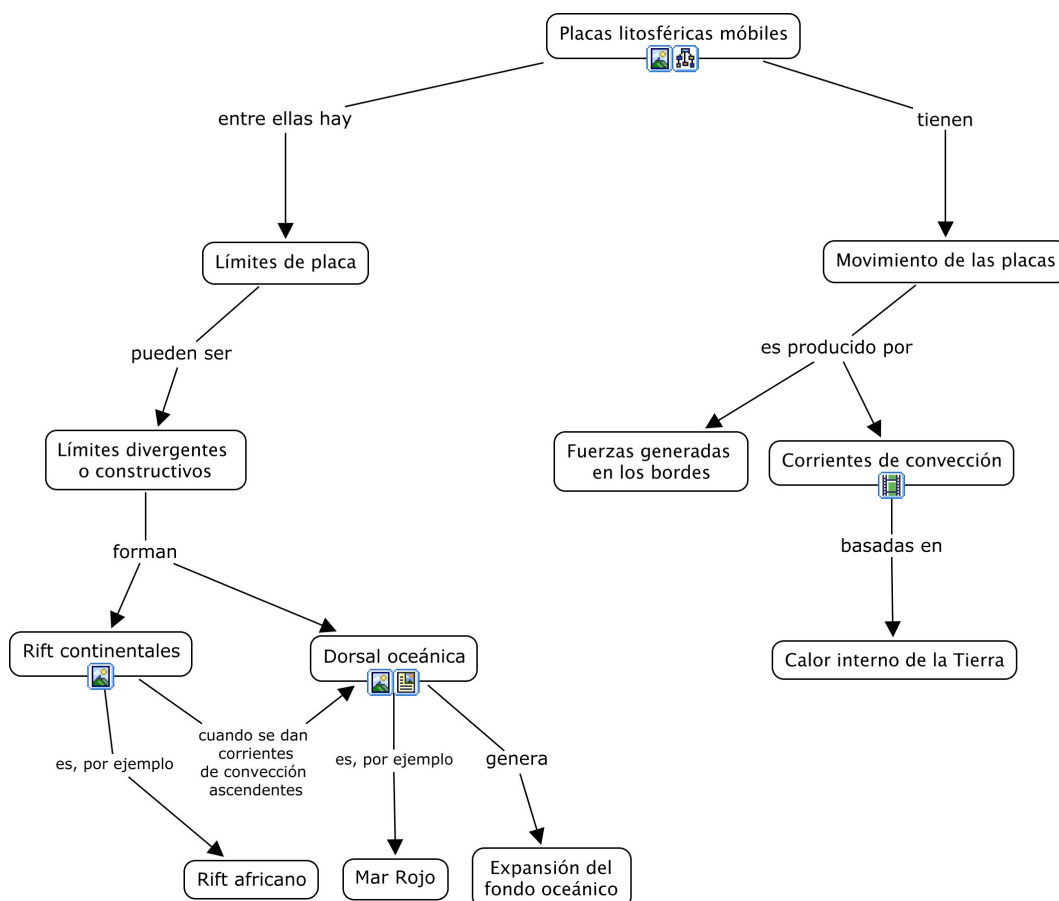 Placas litosféricas móbiles
entre ellas hay
tienen
Límites de placa
Movimiento de las placas
pueden ser
es producido por
Límites divergentes
o constructivos
Fuerzas generadas
en los bordes
Corrientes de convección
forman
basadas en
Rift continentales
Dorsal oceánica
Calor interno de la Tierra
cuando se dan
corrientes
de convección
ascendentes
es, por ejemplo
es, por ejemplo
genera
Rift africano
Mar Rojo
Expansión del
fondo oceánico